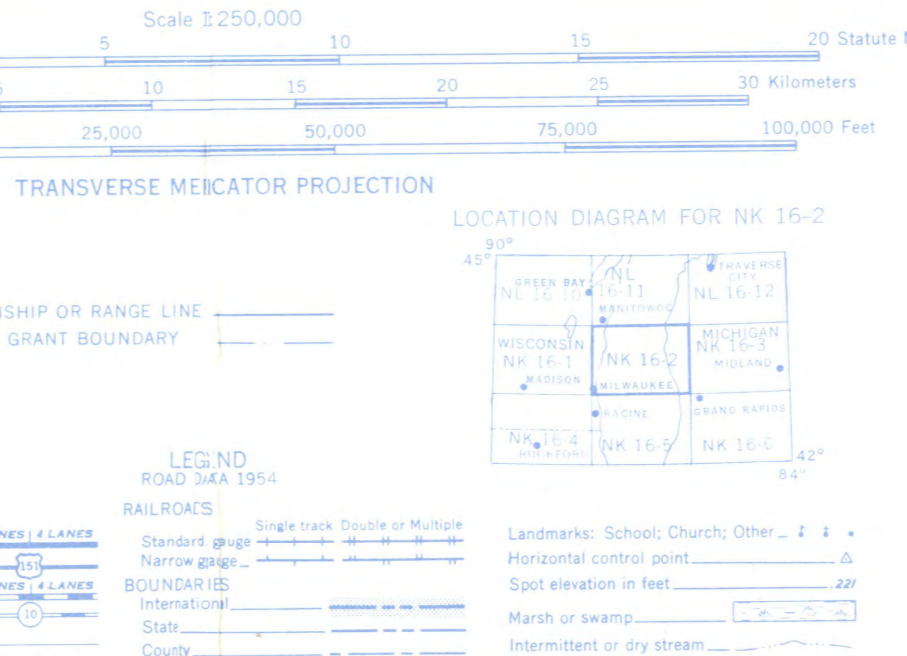 Scale 1:250,000
5 10 15 20 Statute
10 15 20 25 30 Kilometers
25,000 50,000 75,000 100,000 Feet
TRANSVERSE MERCATOR PROJECTION
LOCATION DIAGRAM FOR NK 16-2
90°
45°
GREEN BAY
NL 16-10
NL
16-11
MANITOWOC
TRAVERSE
CITY
NL 16-12
WISCONSIN
NK 16-1
MADISON
NK 16-2
MILWAUKEE
MICHIGAN
NK 16-3
MIDLAND
RACINE
GRAND RAPIDS
NK 16-4
ROCKFORD
NK 16-5
NK 16-6
42°
84°
NSHIP OR RANGE LINE
GRANT BOUNDARY
LEGEND
ROAD DATA 1954
NES | 4 LANES
151
NES | 4 LANES
10
RAILROADS
Single track Double or Multiple
Standard gauge
Narrow gauge
BOUNDARIES
International
State
County
Landmarks: School; Church; Other
Horizontal control point
Spot elevation in feet .221
Marsh or swamp
Intermittent or dry stream